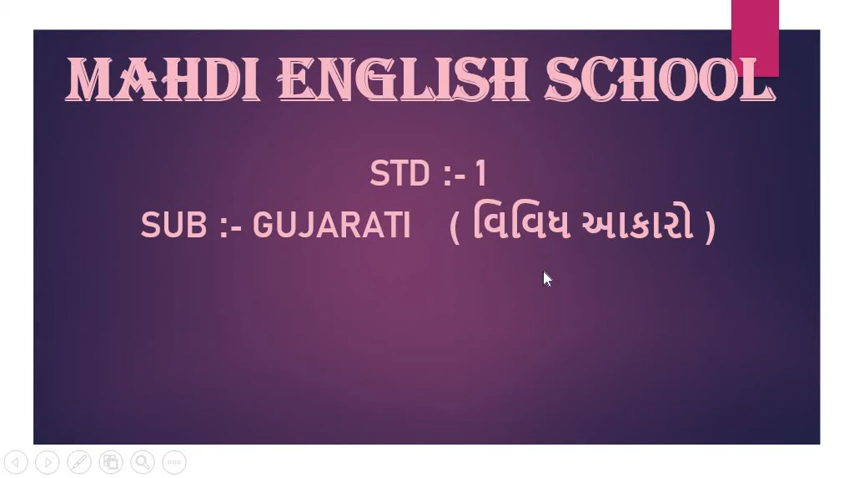 MAHDI ENGLISH SCHOOL
STD :- 1
SUB :- GUJARATI ( વિવિધ આકારો )